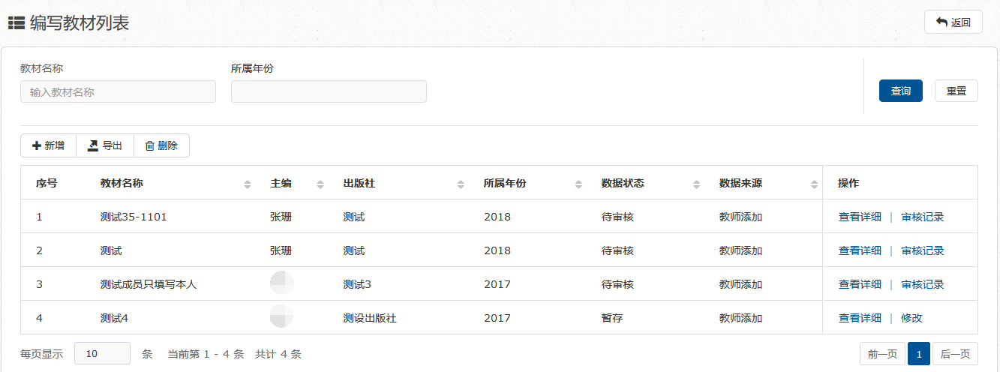 编写教材列表 返回
教材名称 所属年份
输入教材名称 查询 重置
新增 导出 删除
序号 教材名称 主编 出版社 所属年份 数据状态 数据来源 操作
1 测试35-1101 张珊 测试 2018 待审核 教师添加 查看详细 | 审核记录
2 测试 张珊 测试 2018 待审核 教师添加 查看详细 | 审核记录
3 测试成员只填写本人 测试3 2017 待审核 教师添加 查看详细 | 审核记录
4 测试4 测设出版社 2017 暂存 教师添加 查看详细 | 修改
每页显示 10 条 当前第 1 - 4 条 共计 4 条 前一页 1 后一页